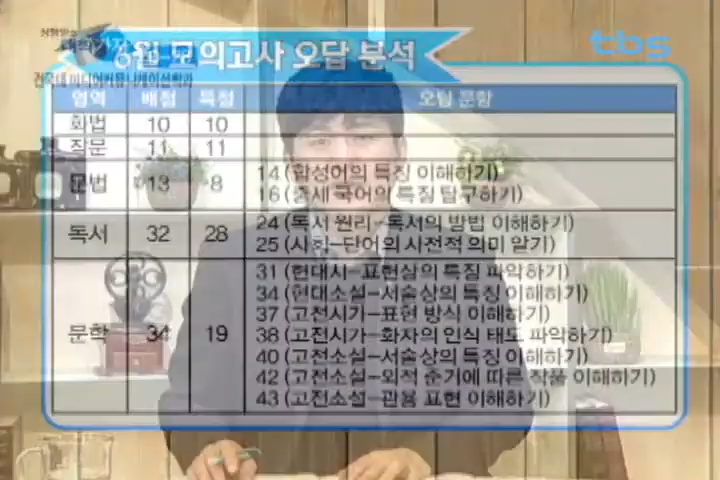 6월 모의고사 오답 분석
tbs
건국대 미디어커뮤니케이션학과
영역 배점 득점 오답 문항
화법 10 10
작문 11 11
문법 13 8 14 (합성어의 특징 이해하기)
16 (중세 국어의 특징 탐구하기)
독서 32 28 24 (독서 원리-독서의 방법 이해하기)
25 (사회-단어의 사전적 의미 알기)
문학 34 19 31 (현대시-표현상의 특징 파악하기)
34 (현대소설-서술상의 특징 이해하기)
37 (고전시가-표현 방식 이해하기)
38 (고전시가-화자의 인식 태도 파악하기)
40 (고전소설-서술상의 특징 이해하기)
42 (고전소설-외적 준거에 따른 작품 이해하기)
43 (고전소설-관용 표현 이해하기)